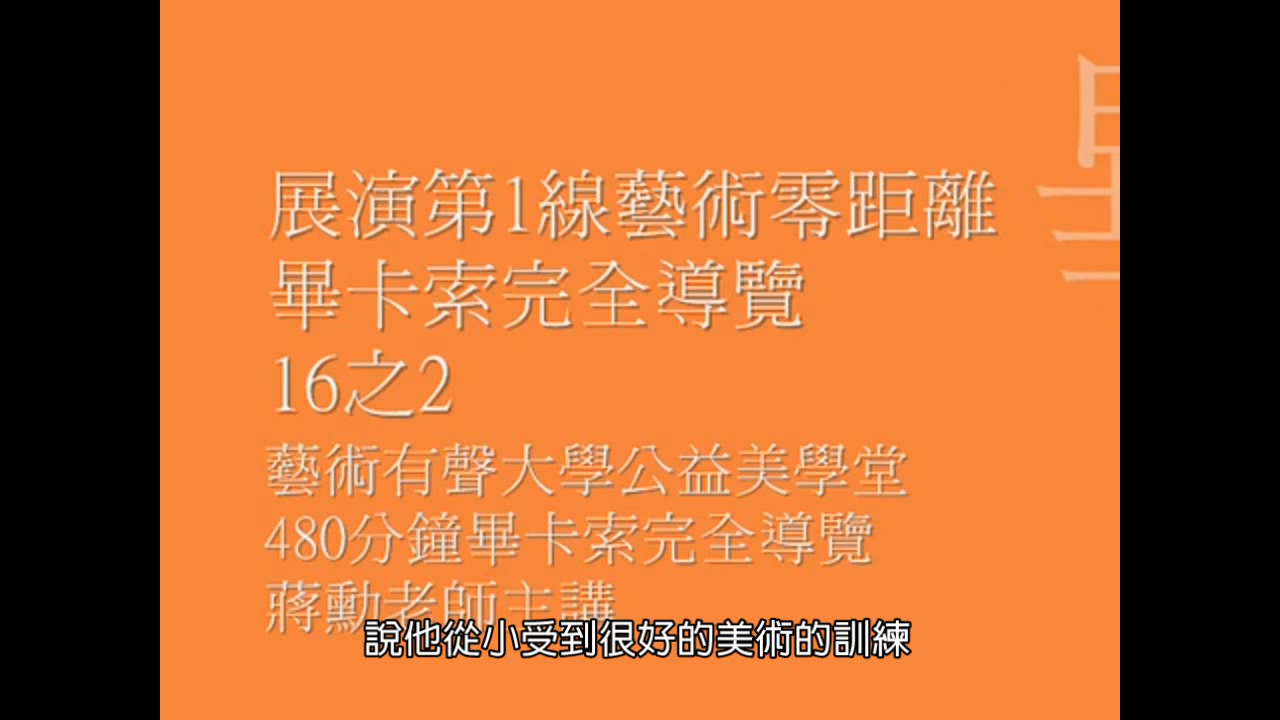 展演第1線藝術零距離
畢卡索完全導覽
16之2
藝術有聲大學公益美學堂
480分鐘畢卡索完全導覽
蔣勳老師主講
說他從小受到很好的美術的訓練